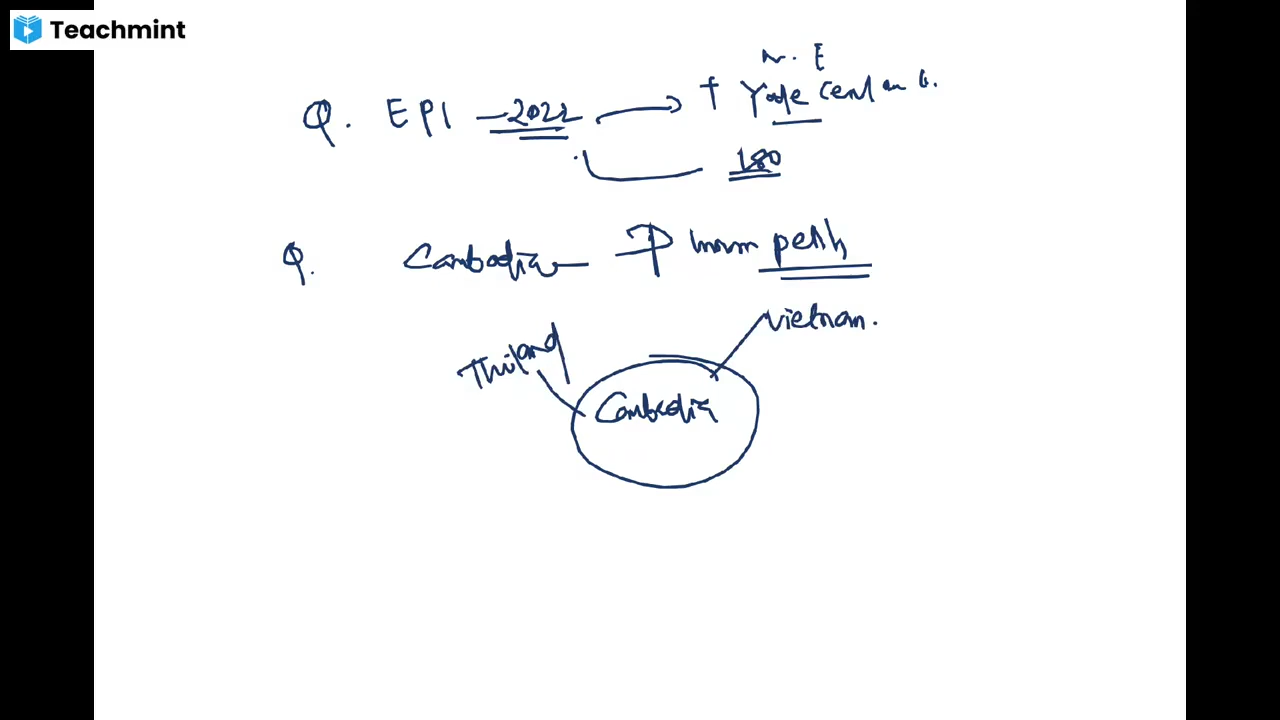 Teachmint
Q. EPI - 2022 → Yale Cent
180
Q. Cambodia - Phnom penh
Vietnam.
Thiland
Cambodia